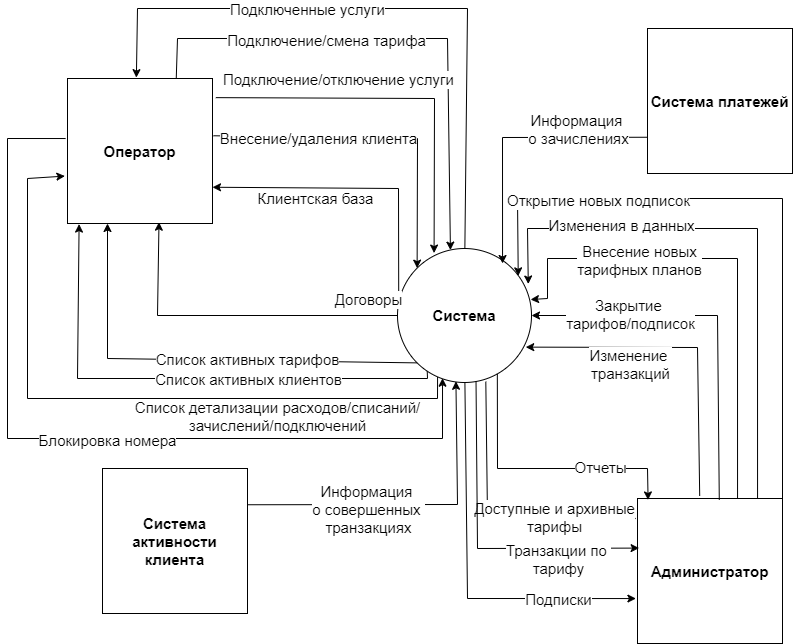 Подключенные услуги
Подключение/смена тарифа
Подключение/отключение услуги
Система платежей
Информация
о зачислениях
Внесение/удаления клиента
Оператор
Клиентская база
Открытие новых подписок
Изменения в данных
Внесение новых
тарифных планов
Договоры
Система
Закрытие
тарифов/подписок
Изменение
транзакций
Список активных тарифов
Список активных клиентов
Список детализации расходов/списаний/
зачислений/подключений
Блокировка номера
Отчеты
Информация
о совершенных
транзакциях
Система
активности
клиента
Доступные и архивные
тарифы
Транзакции по
тарифу
Администратор
Подписки